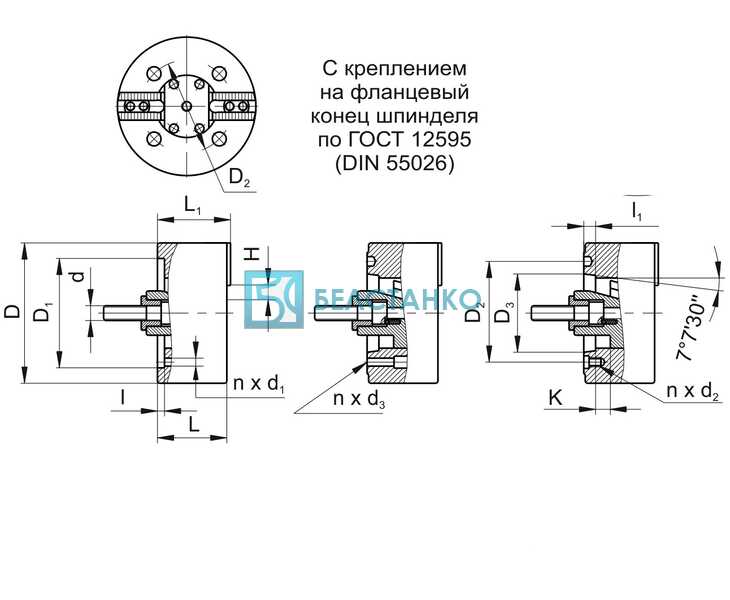 С креплением
на фланцевый
конец шпинделя
по ГОСТ 12595
(DIN 55026)
D2
L1
l1
H
d
D
D1
БЕЛСТАНКО
D2
D3
7°7'30"
n x d1
l
L
n x d3
K
n x d2